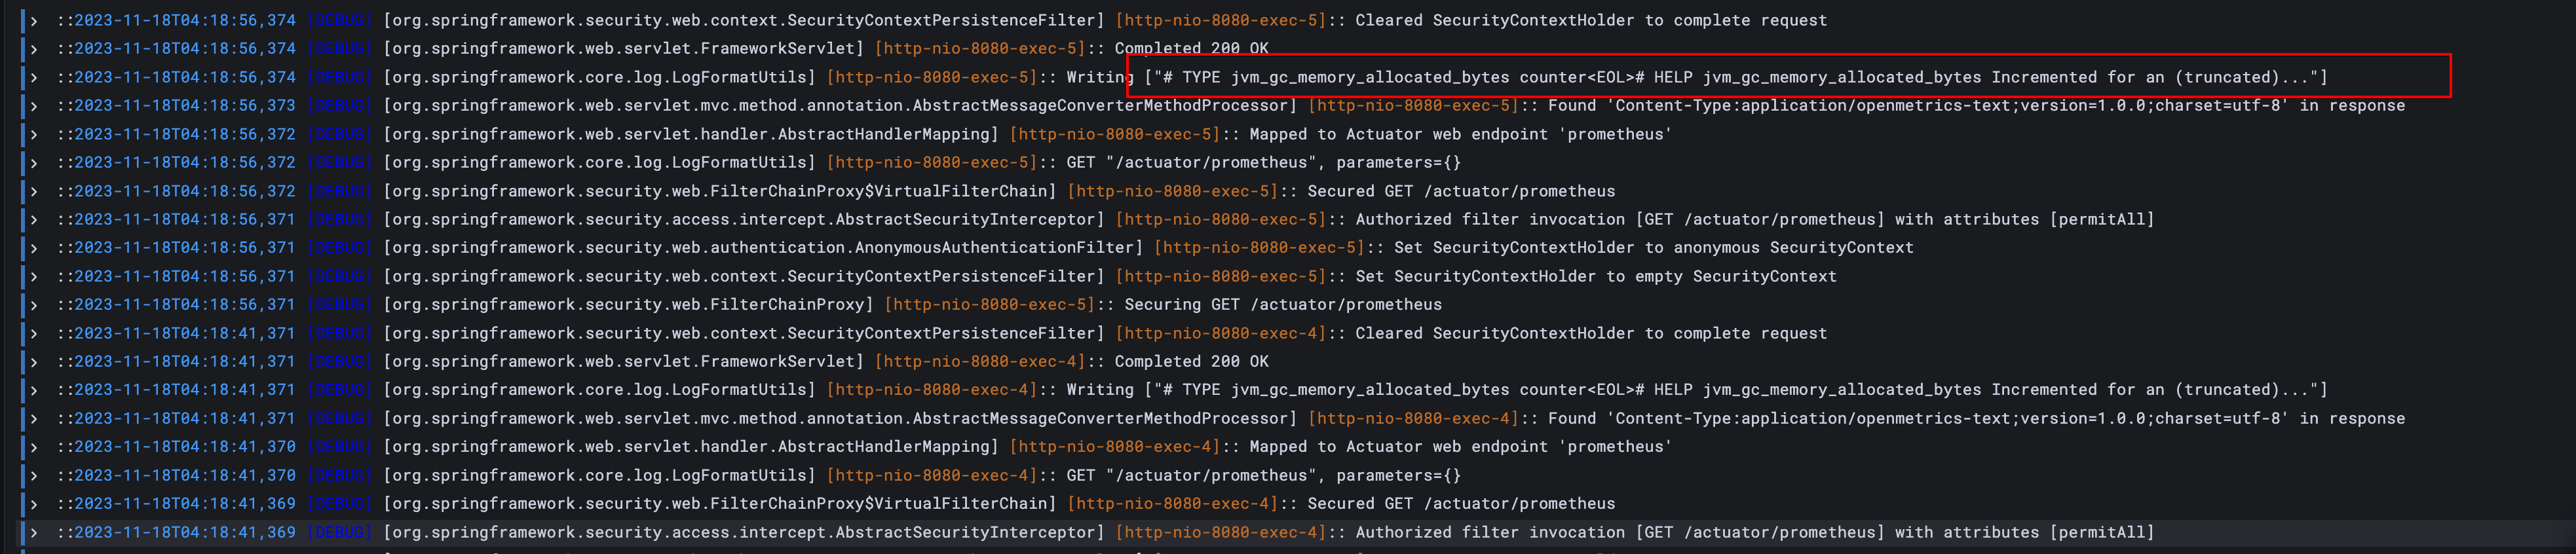 ::2023-11-18T04:18:56,374 [DEBUG] [org.springframework.security.web.context.SecurityContextPersistenceFilter] [http-nio-8080-exec-5]:: Cleared SecurityContextHolder to complete request
::2023-11-18T04:18:56,374 [DEBUG] [org.springframework.web.servlet.FrameworkServlet] [http-nio-8080-exec-5]:: Completed 200 OK
::2023-11-18T04:18:56,374 [DEBUG] [org.springframework.core.log.LogFormatUtils] [http-nio-8080-exec-5]:: Writing ["# TYPE jvm_gc_memory_allocated_bytes counter<EOL># HELP jvm_gc_memory_allocated_bytes Incremented for an (truncated)..."]
::2023-11-18T04:18:56,373 [DEBUG] [org.springframework.web.servlet.mvc.method.annotation.AbstractMessageConverterMethodProcessor] [http-nio-8080-exec-5]:: Found 'Content-Type:application/openmetrics-text;version=1.0.0;charset=utf-8' in response
::2023-11-18T04:18:56,372 [DEBUG] [org.springframework.web.servlet.handler.AbstractHandlerMapping] [http-nio-8080-exec-5]:: Mapped to Actuator web endpoint 'prometheus'
::2023-11-18T04:18:56,372 [DEBUG] [org.springframework.core.log.LogFormatUtils] [http-nio-8080-exec-5]:: GET "/actuator/prometheus", parameters={}
::2023-11-18T04:18:56,372 [DEBUG] [org.springframework.security.web.FilterChainProxy$VirtualFilterChain] [http-nio-8080-exec-5]:: Secured GET /actuator/prometheus
::2023-11-18T04:18:56,371 [DEBUG] [org.springframework.security.access.intercept.AbstractSecurityInterceptor] [http-nio-8080-exec-5]:: Authorized filter invocation [GET /actuator/prometheus] with attributes [permitAll]
::2023-11-18T04:18:56,371 [DEBUG] [org.springframework.security.web.authentication.AnonymousAuthenticationFilter] [http-nio-8080-exec-5]:: Set SecurityContextHolder to anonymous SecurityContext
::2023-11-18T04:18:56,371 [DEBUG] [org.springframework.security.web.context.SecurityContextPersistenceFilter] [http-nio-8080-exec-5]:: Set SecurityContextHolder to empty SecurityContext
::2023-11-18T04:18:56,371 [DEBUG] [org.springframework.security.web.FilterChainProxy] [http-nio-8080-exec-5]:: Securing GET /actuator/prometheus
::2023-11-18T04:18:41,371 [DEBUG] [org.springframework.security.web.context.SecurityContextPersistenceFilter] [http-nio-8080-exec-4]:: Cleared SecurityContextHolder to complete request
::2023-11-18T04:18:41,371 [DEBUG] [org.springframework.web.servlet.FrameworkServlet] [http-nio-8080-exec-4]:: Completed 200 OK
::2023-11-18T04:18:41,371 [DEBUG] [org.springframework.core.log.LogFormatUtils] [http-nio-8080-exec-4]:: Writing ["# TYPE jvm_gc_memory_allocated_bytes counter<EOL># HELP jvm_gc_memory_allocated_bytes Incremented for an (truncated)..."]
::2023-11-18T04:18:41,371 [DEBUG] [org.springframework.web.servlet.mvc.method.annotation.AbstractMessageConverterMethodProcessor] [http-nio-8080-exec-4]:: Found 'Content-Type:application/openmetrics-text;version=1.0.0;charset=utf-8' in response
::2023-11-18T04:18:41,370 [DEBUG] [org.springframework.web.servlet.handler.AbstractHandlerMapping] [http-nio-8080-exec-4]:: Mapped to Actuator web endpoint 'prometheus'
::2023-11-18T04:18:41,370 [DEBUG] [org.springframework.core.log.LogFormatUtils] [http-nio-8080-exec-4]:: GET "/actuator/prometheus", parameters={}
::2023-11-18T04:18:41,369 [DEBUG] [org.springframework.security.web.FilterChainProxy$VirtualFilterChain] [http-nio-8080-exec-4]:: Secured GET /actuator/prometheus
::2023-11-18T04:18:41,369 [DEBUG] [org.springframework.security.access.intercept.AbstractSecurityInterceptor] [http-nio-8080-exec-4]:: Authorized filter invocation [GET /actuator/prometheus] with attributes [permitAll]